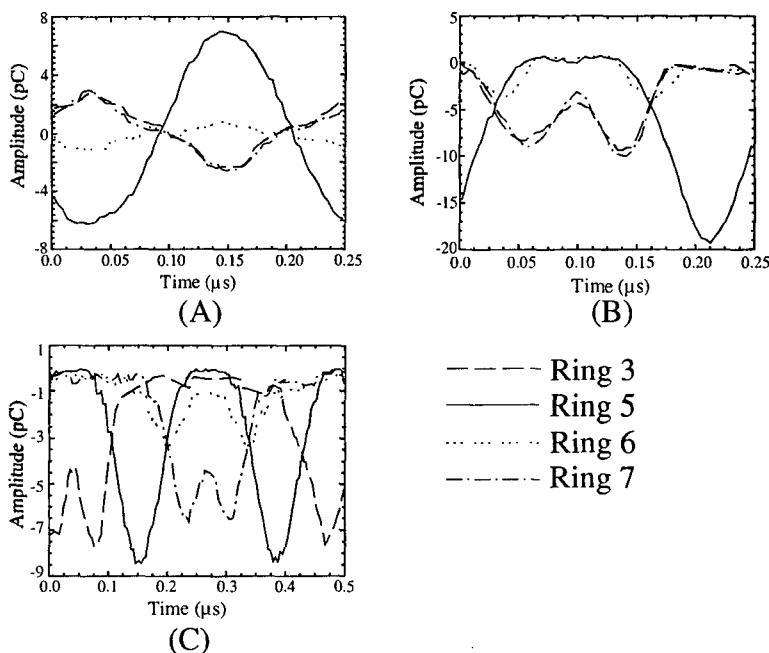 Amplitude (pC)
8
4
0
-4
-8
0.00
0.05
0.10
0.15
0.20
0.25
Time (µs)
(A)
Amplitude (pC)
5
0
-5
-10
-15
-20
0.0
0.05
0.10
0.15
0.20
0.25
Time (µs)
(B)
Amplitude (pC)
1
-1
-3
-5
-7
-9
0.0
0.1
0.2
0.3
0.4
0.5
Time (µs)
(C)
Ring 3
Ring 5
Ring 6
Ring 7